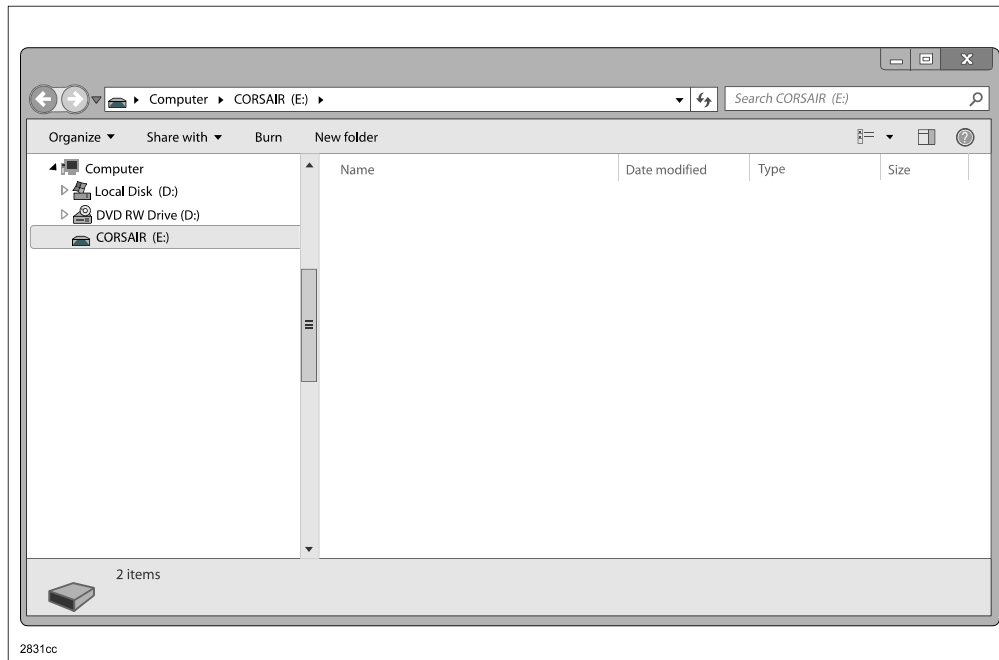 Computer CORSAIR (E:)
Search CORSAIR (E:)
Organize Share with Burn New folder
Computer
Local Disk (D:)
DVD RW Drive (D:)
CORSAIR (E:)
Name Date modified Type Size
2 items
2831cc